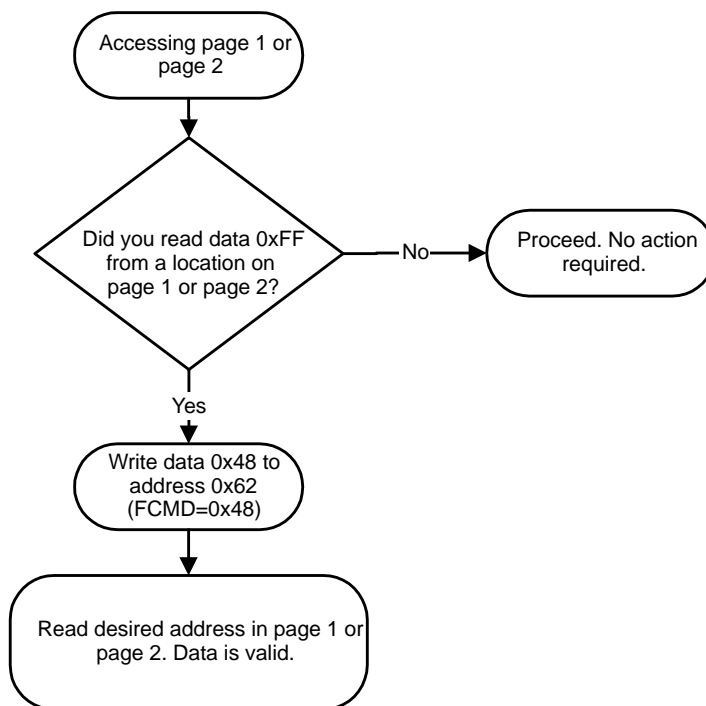 Accessing page 1 or
page 2
Did you read data 0xFF
from a location on
page 1 or page 2?
No
Proceed. No action
required.
Yes
Write data 0x48 to
address 0x62
(FCMD=0x48)
Read desired address in page 1 or
page 2. Data is valid.